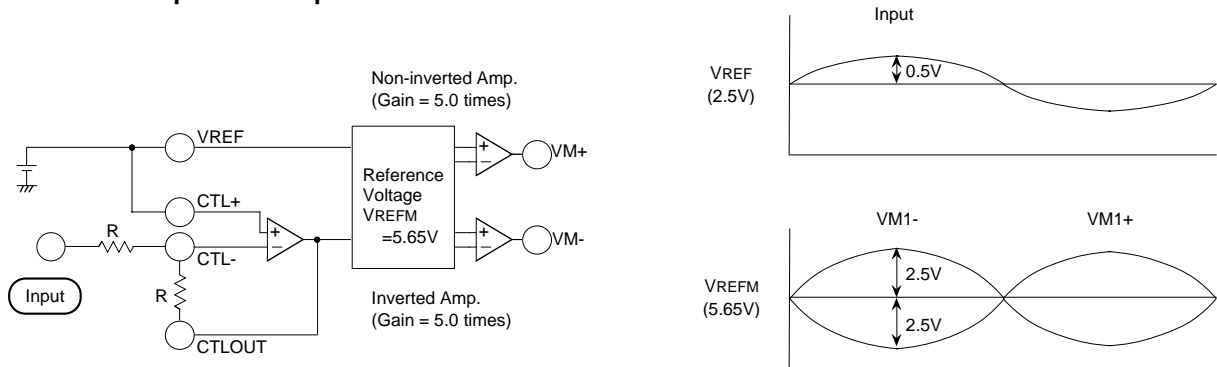 Non-inverted Amp.
(Gain = 5.0 times)
VREF
VM+
Reference
Voltage
VREFM
=5.65V
CTL+
R
CTL-
VM-
Input
R
CTLOUT
Inverted Amp.
(Gain = 5.0 times)
Input
VREF
(2.5V)
0.5V
VM1-
VM1+
VREFM
(5.65V)
2.5V
2.5V